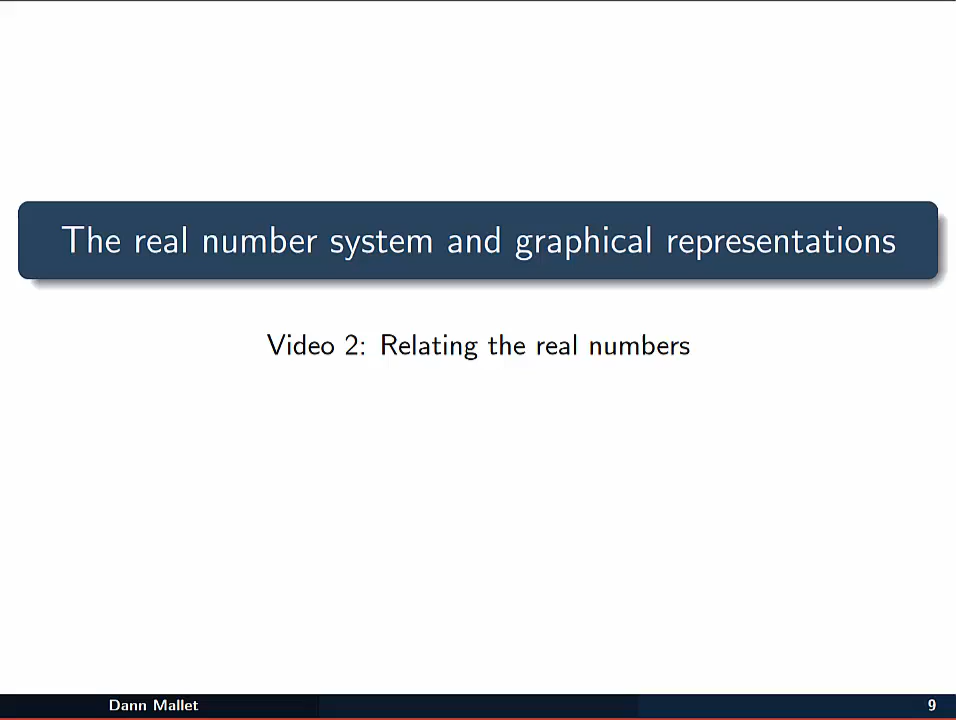 The real number system and graphical representations
Video 2: Relating the real numbers
Dann Mallet
9